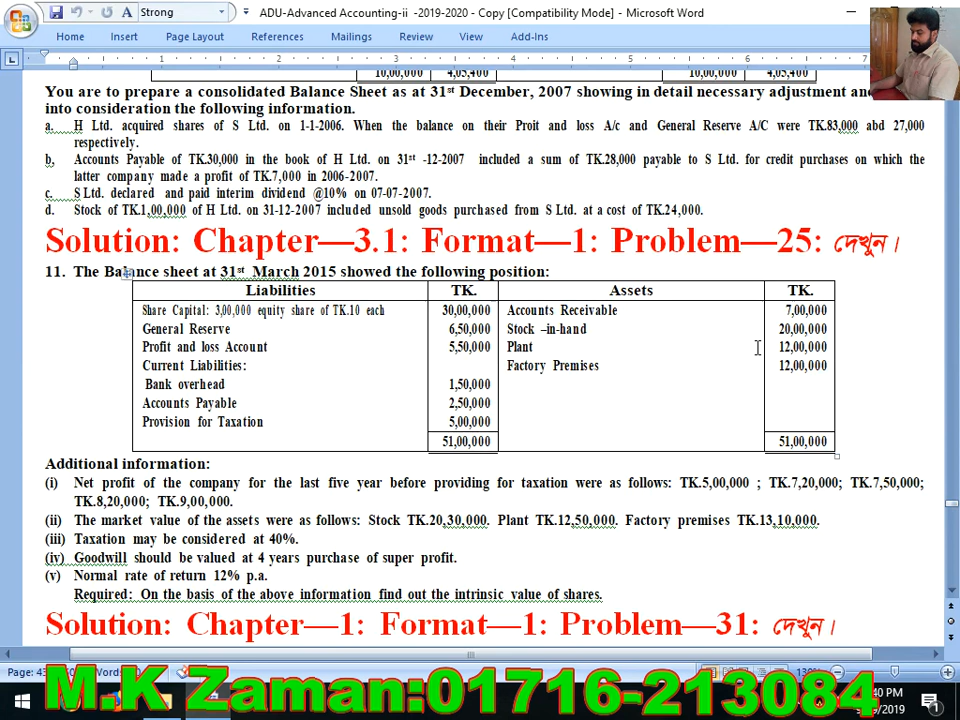 ADU-Advanced Accounting-ii -2019-2020 - Copy [Compatibility Mode] - Microsoft Word
Strong
Home Insert Page Layout References Mailings Review View Add-Ins
1 2 3 4 5 6 7
10,00,000 4,05,400 10,00,000 4,05,400
You are to prepare a consolidated Balance Sheet as at 31st December, 2007 showing in detail necessary adjustment and
into consideration the following information.
a. H Ltd. acquired shares of S Ltd. on 1-1-2006. When the balance on their Proit and loss A/c and General Reserve A/C were TK.83,000 abd 27,000
respectively.
b, Accounts Payable of TK.30,000 in the book of H Ltd. on 31st -12-2007 included a sum of TK.28,000 payable to S Ltd. for credit purchases on which the
latter company made a profit of TK.7,000 in 2006-2007.
c. S Ltd. declared and paid interim dividend @10% on 07-07-2007.
d. Stock of TK.1,00,000 of H Ltd. on 31-12-2007 included unsold goods purchased from S Ltd. at a cost of TK.24,000.
Solution: Chapter—3.1: Format—1: Problem—25: দেখুন।
11. The Balance sheet at 31st March 2015 showed the following position:
Liabilities TK. Assets TK.
Share Capital: 3,00,000 equity share of TK.10 each 30,00,000 Accounts Receivable 7,00,000
General Reserve 6,50,000 Stock –in-hand 20,00,000
Profit and loss Account 5,50,000 Plant 12,00,000
Current Liabilities: Factory Premises 12,00,000
Bank overhead 1,50,000
Accounts Payable 2,50,000
Provision for Taxation 5,00,000
51,00,000 51,00,000
Additional information:
(i) Net profit of the company for the last five year before providing for taxation were as follows: TK.5,00,000 ; TK.7,20,000; TK.7,50,000;
TK.8,20,000; TK.9,00,000.
(ii) The market value of the assets were as follows: Stock TK.20,30,000. Plant TK.12,50,000. Factory premises TK.13,10,000.
(iii) Taxation may be considered at 40%.
(iv) Goodwill should be valued at 4 years purchase of super profit.
(v) Normal rate of return 12% p.a.
Required: On the basis of the above information find out the intrinsic value of shares.
Solution: Chapter—1: Format—1: Problem—31: দেখুন।
M.K Zaman:01716-213084